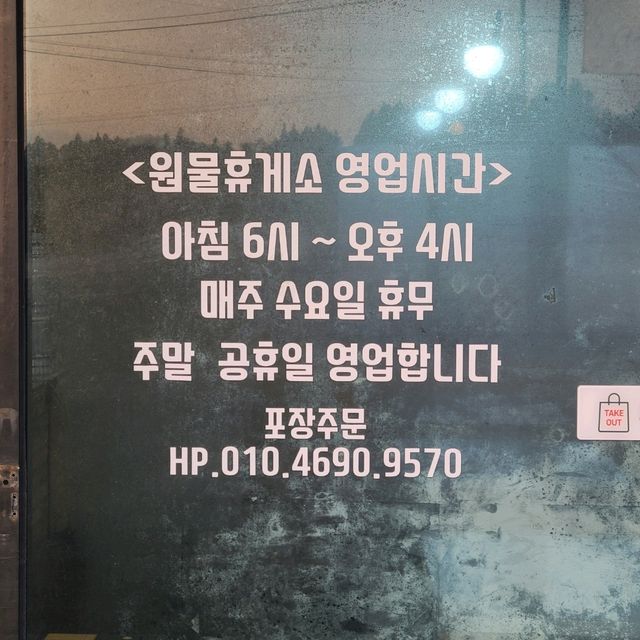 <원물휴게소 영업시간>
아침 6시 ~ 오후 4시
매주 수요일 휴무
주말 공휴일 영업합니다
포장주문
HP.010.4690.9570
TAKE
OUT